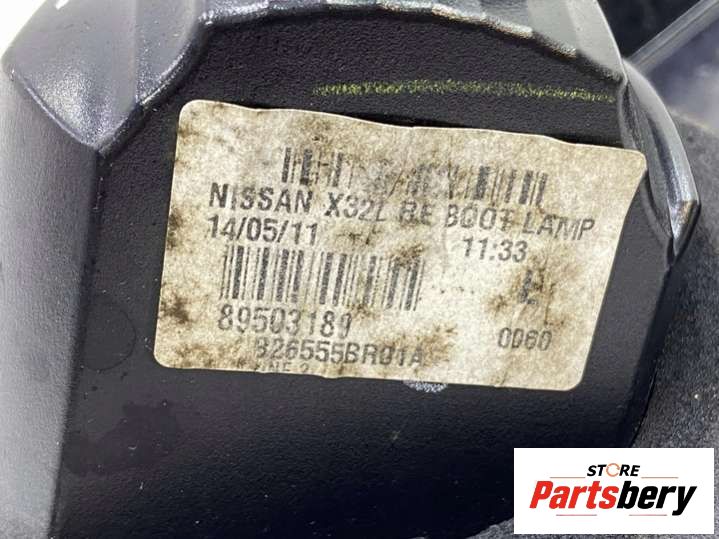 NISSAN X32L RE BOOT LAMP
14/05/11 11:33
89503189 L
B26555BR01A 0060
STORE
Partsbery